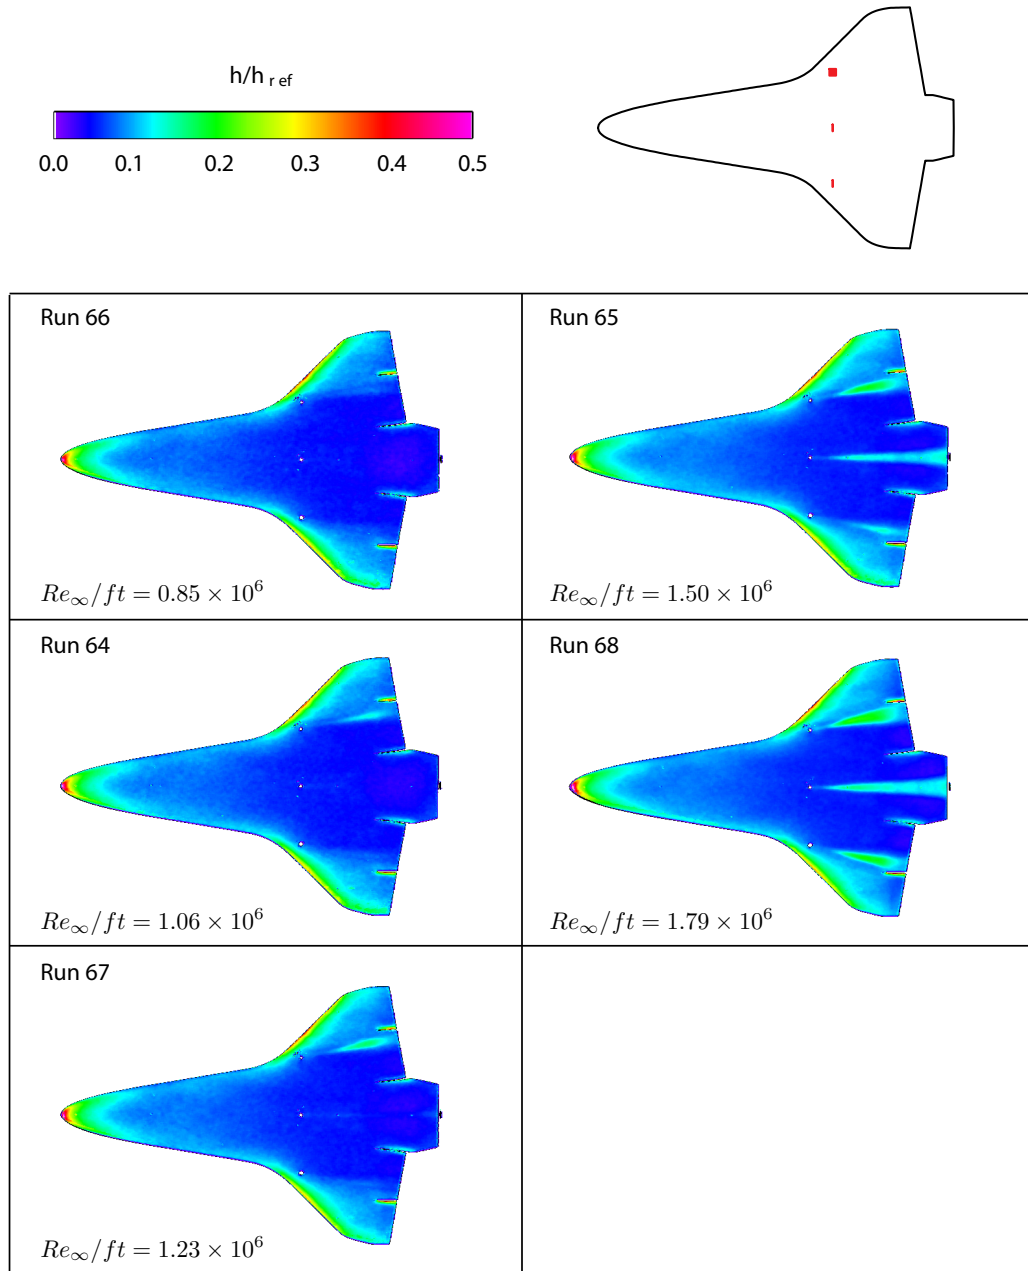 h/h ref
0.0 0.1 0.2 0.3 0.4 0.5
Run 66
Re∞/ft = 0.85 × 10⁶
Run 65
Re∞/ft = 1.50 × 10⁶
Run 64
Re∞/ft = 1.06 × 10⁶
Run 68
Re∞/ft = 1.79 × 10⁶
Run 67
Re∞/ft = 1.23 × 10⁶